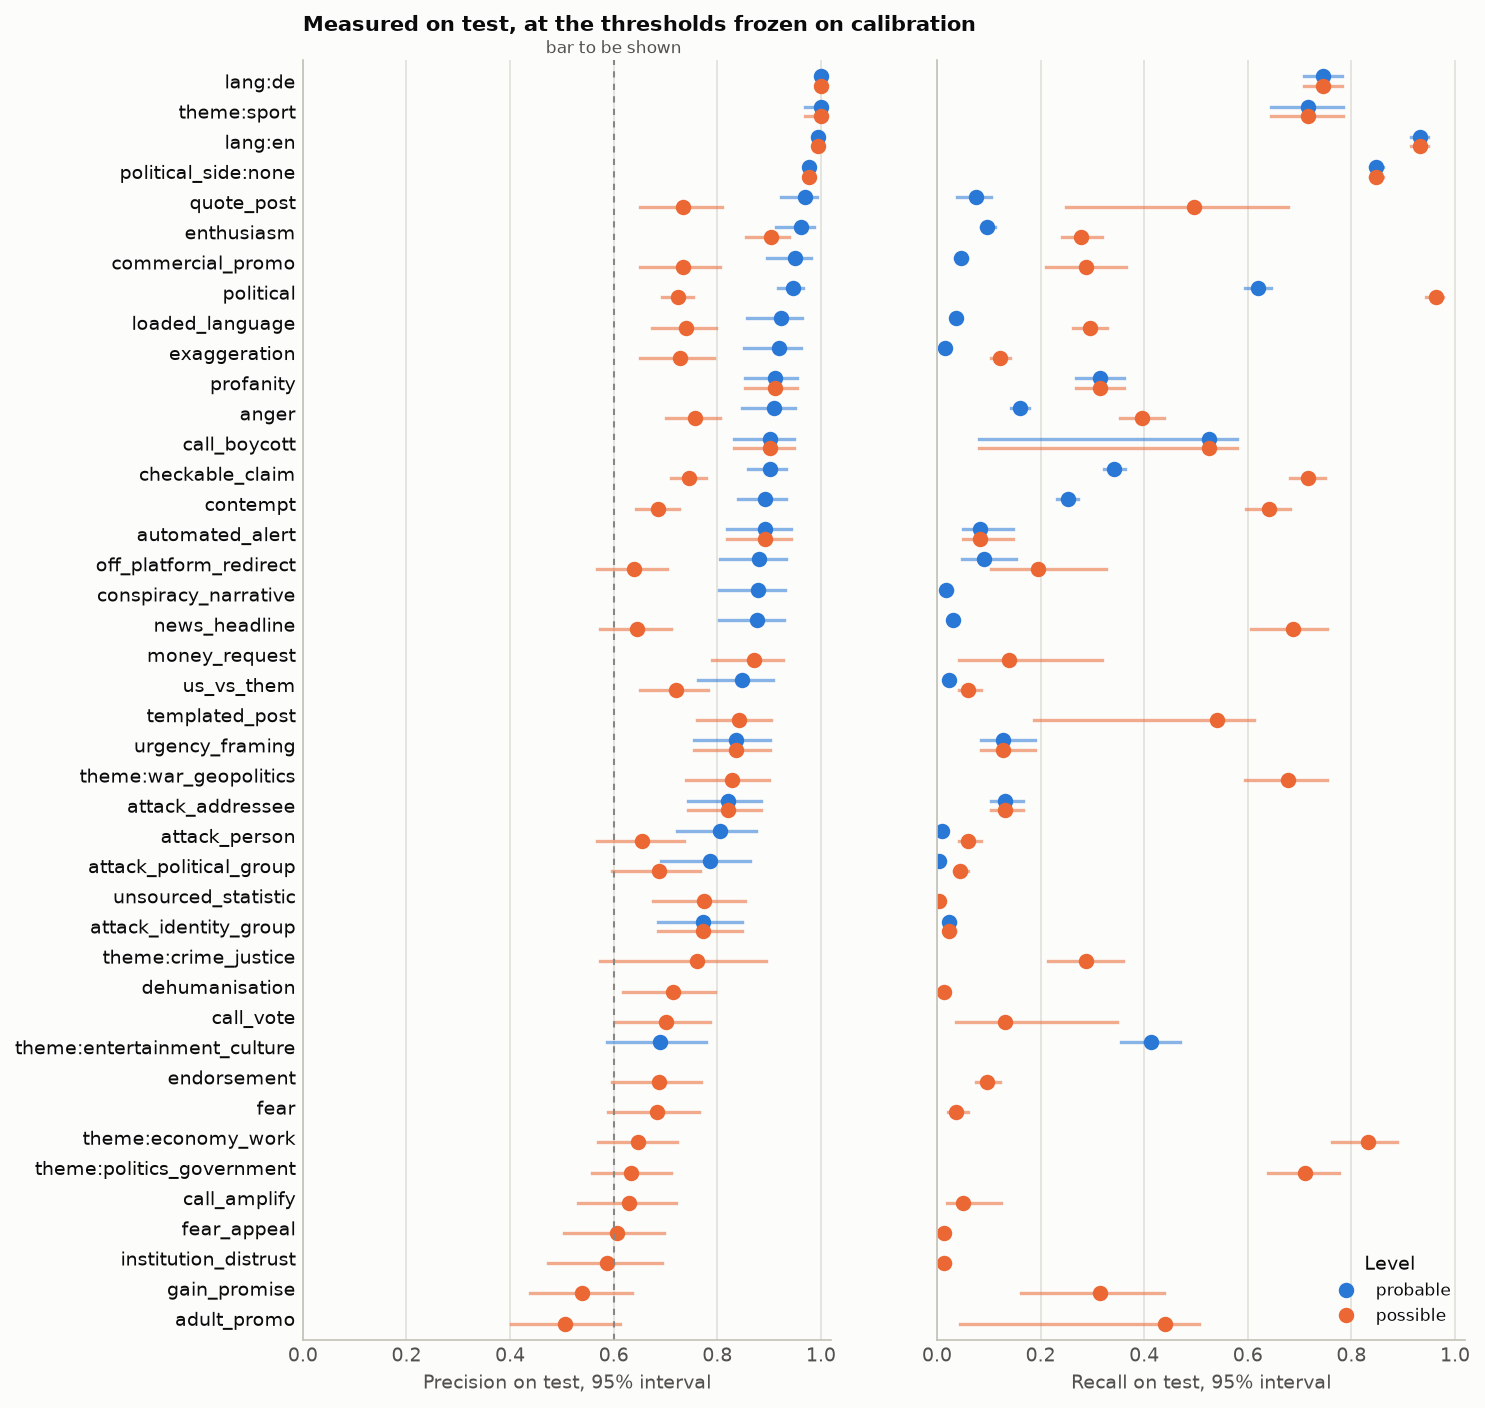 Measured on test, at the thresholds frozen on calibration
bar to be shown
lang:de
theme:sport
lang:en
political_side:none
quote_post
enthusiasm
commercial_promo
political
loaded_language
exaggeration
profanity
anger
call_boycott
checkable_claim
contempt
automated_alert
off_platform_redirect
conspiracy_narrative
news_headline
money_request
us_vs_them
templated_post
urgency_framing
theme:war_geopolitics
attack_addressee
attack_person
attack_political_group
unsourced_statistic
attack_identity_group
theme:crime_justice
dehumanisation
call_vote
theme:entertainment_culture
endorsement
fear
theme:economy_work
theme:politics_government
call_amplify
fear_appeal
institution_distrust
gain_promise
adult_promo
0.0 0.2 0.4 0.6 0.8 1.0
Precision on test, 95% interval
Level
probable
possible
0.0 0.2 0.4 0.6 0.8 1.0
Recall on test, 95% interval